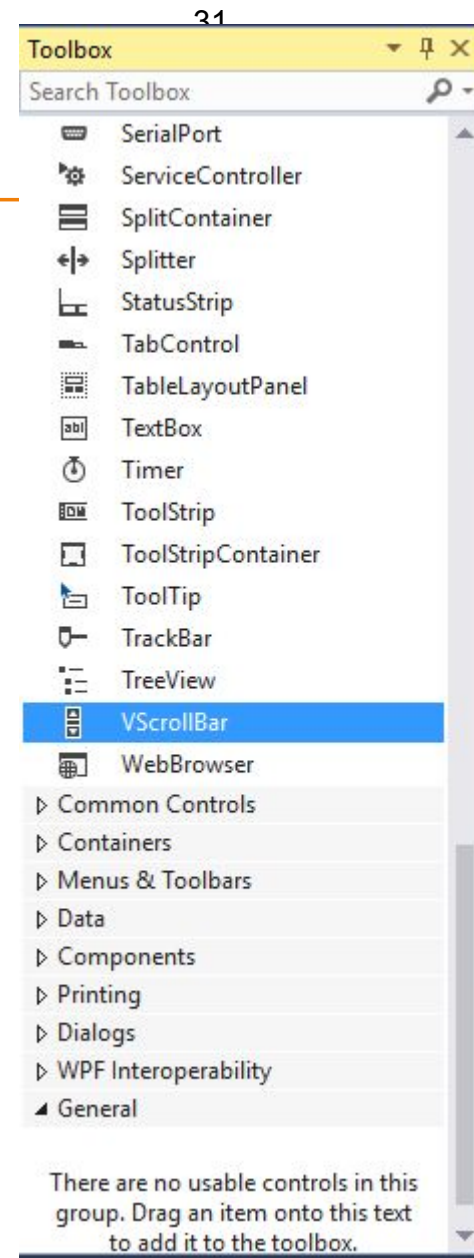 31
Toolbox
Search Toolbox
SerialPort
ServiceController
SplitContainer
Splitter
StatusStrip
TabControl
TableLayoutPanel
abl TextBox
Timer
ToolStrip
ToolStripContainer
ToolTip
TrackBar
TreeView
VScrollBar
WebBrowser
Common Controls
Containers
Menus & Toolbars
Data
Components
Printing
Dialogs
WPF Interoperability
General
There are no usable controls in this
group. Drag an item onto this text
to add it to the toolbox.